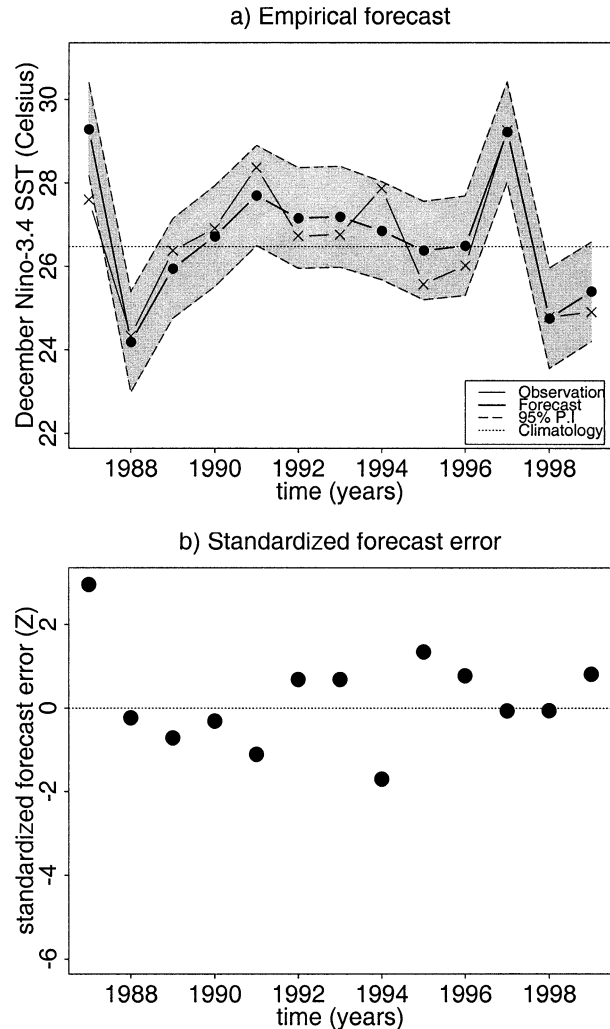 a) Empirical forecast
December Nino-3.4 SST (Celsius)
30
28
26
24
22
Observation
Forecast
95% P.I
Climatology
1988 1990 1992 1994 1996 1998
time (years)
b) Standardized forecast error
standardized forecast error (Z)
2
0
-2
-4
-6
1988 1990 1992 1994 1996 1998
time (years)